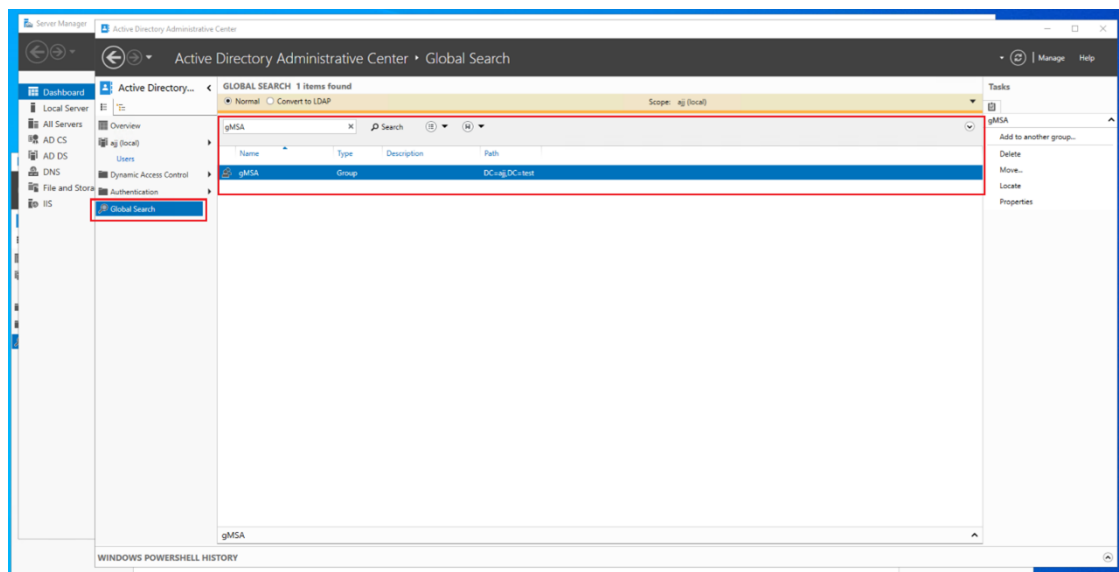 Server Manager
Active Directory Administrative Center
Active Directory Administrative Center • Global Search
Manage Help
Dashboard
Local Server
All Servers
AD CS
AD DS
DNS
File and Stora
IIS
Active Directory...
Overview
ajj (local)
Users
Dynamic Access Control
Authentication
Global Search
GLOBAL SEARCH 1 items found
Normal Convert to LDAP Scope: ajj (local)
gMSA Search
Name Type Description Path
gMSA Group DC=ajj,DC=test
gMSA
Tasks
gMSA
Add to another group...
Delete
Move...
Locate
Properties
WINDOWS POWERSHELL HISTORY